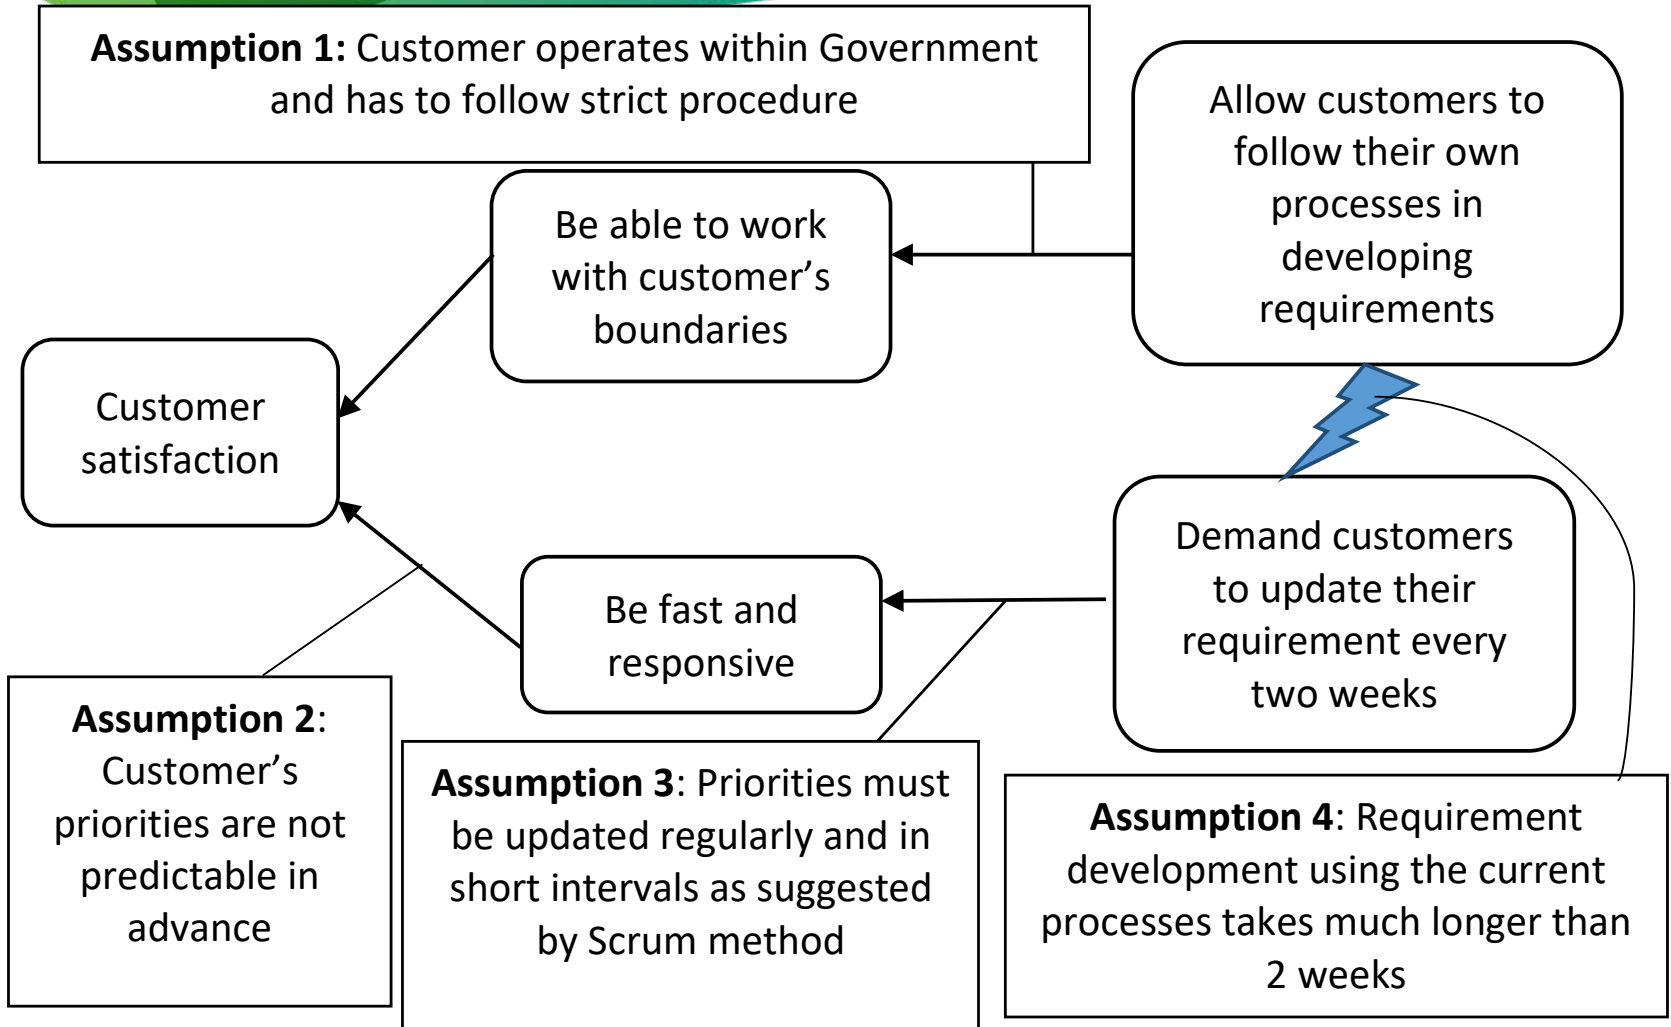 Assumption 1: Customer operates within Government
and has to follow strict procedure
Allow customers to
follow their own
processes in
developing
requirements
Be able to work
with customer’s
boundaries
Customer
satisfaction
Demand customers
to update their
requirement every
two weeks
Be fast and
responsive
Assumption 2:
Customer’s
priorities are not
predictable in
advance
Assumption 3: Priorities must
be updated regularly and in
short intervals as suggested
by Scrum method
Assumption 4: Requirement
development using the current
processes takes much longer than
2 weeks